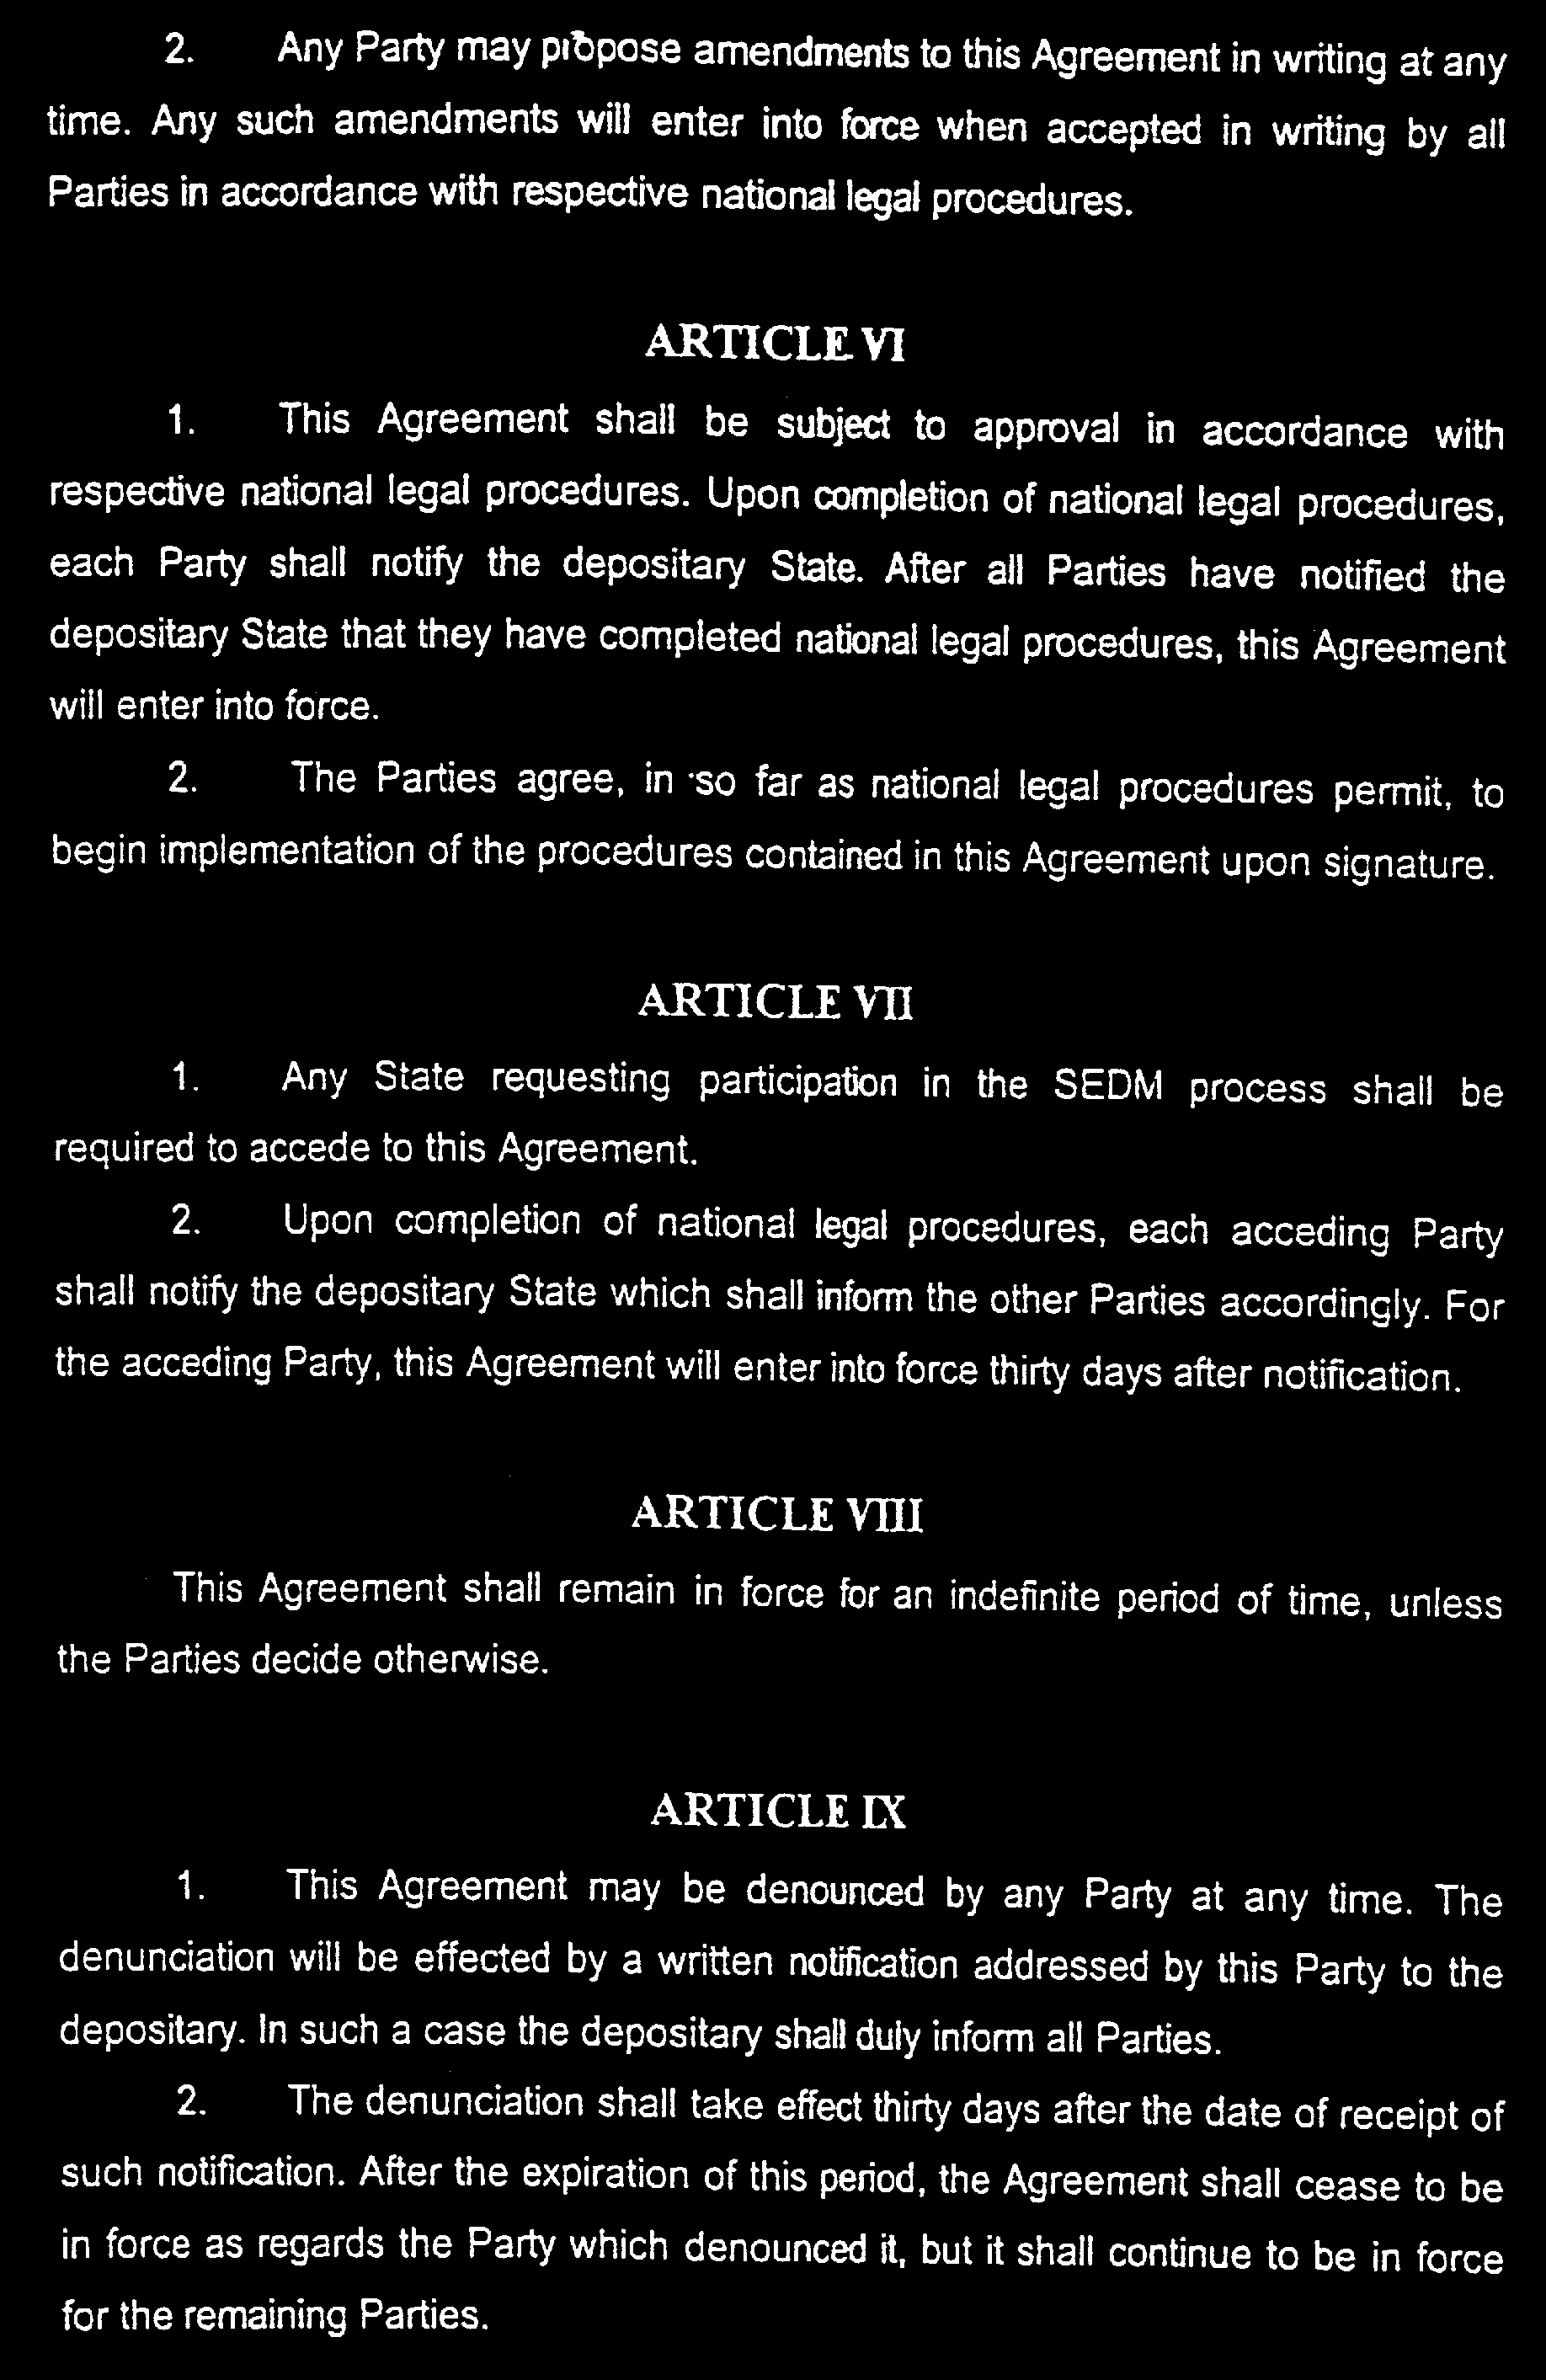 2. Any Party may propose amendments to this Agreement in writing at any
time. Any such amendments will enter into force when accepted in writing by all
Parties in accordance with respective national legal procedures.
ARTICLE VI
1. This Agreement shall be subject to approval in accordance with
respective national legal procedures. Upon completion of national legal procedures,
each Party shall notify the depositary State. After all Parties have notified the
depositary State that they have completed national legal procedures, this Agreement
will enter into force.
2. The Parties agree, in so far as national legal procedures permit, to
begin implementation of the procedures contained in this Agreement upon signature.
ARTICLE VII
1. Any State requesting participation in the SEDM process shall be
required to accede to this Agreement.
2. Upon completion of national legal procedures, each acceding Party
shall notify the depositary State which shall inform the other Parties accordingly. For
the acceding Party, this Agreement will enter into force thirty days after notification.
ARTICLE VIII
This Agreement shall remain in force for an indefinite period of time, unless
the Parties decide otherwise.
ARTICLE IX
1. This Agreement may be denounced by any Party at any time. The
denunciation will be effected by a written notification addressed by this Party to the
depositary. In such a case the depositary shall duly inform all Parties.
2. The denunciation shall take effect thirty days after the date of receipt of
such notification. After the expiration of this period, the Agreement shall cease to be
in force as regards the Party which denounced it, but it shall continue to be in force
for the remaining Parties.